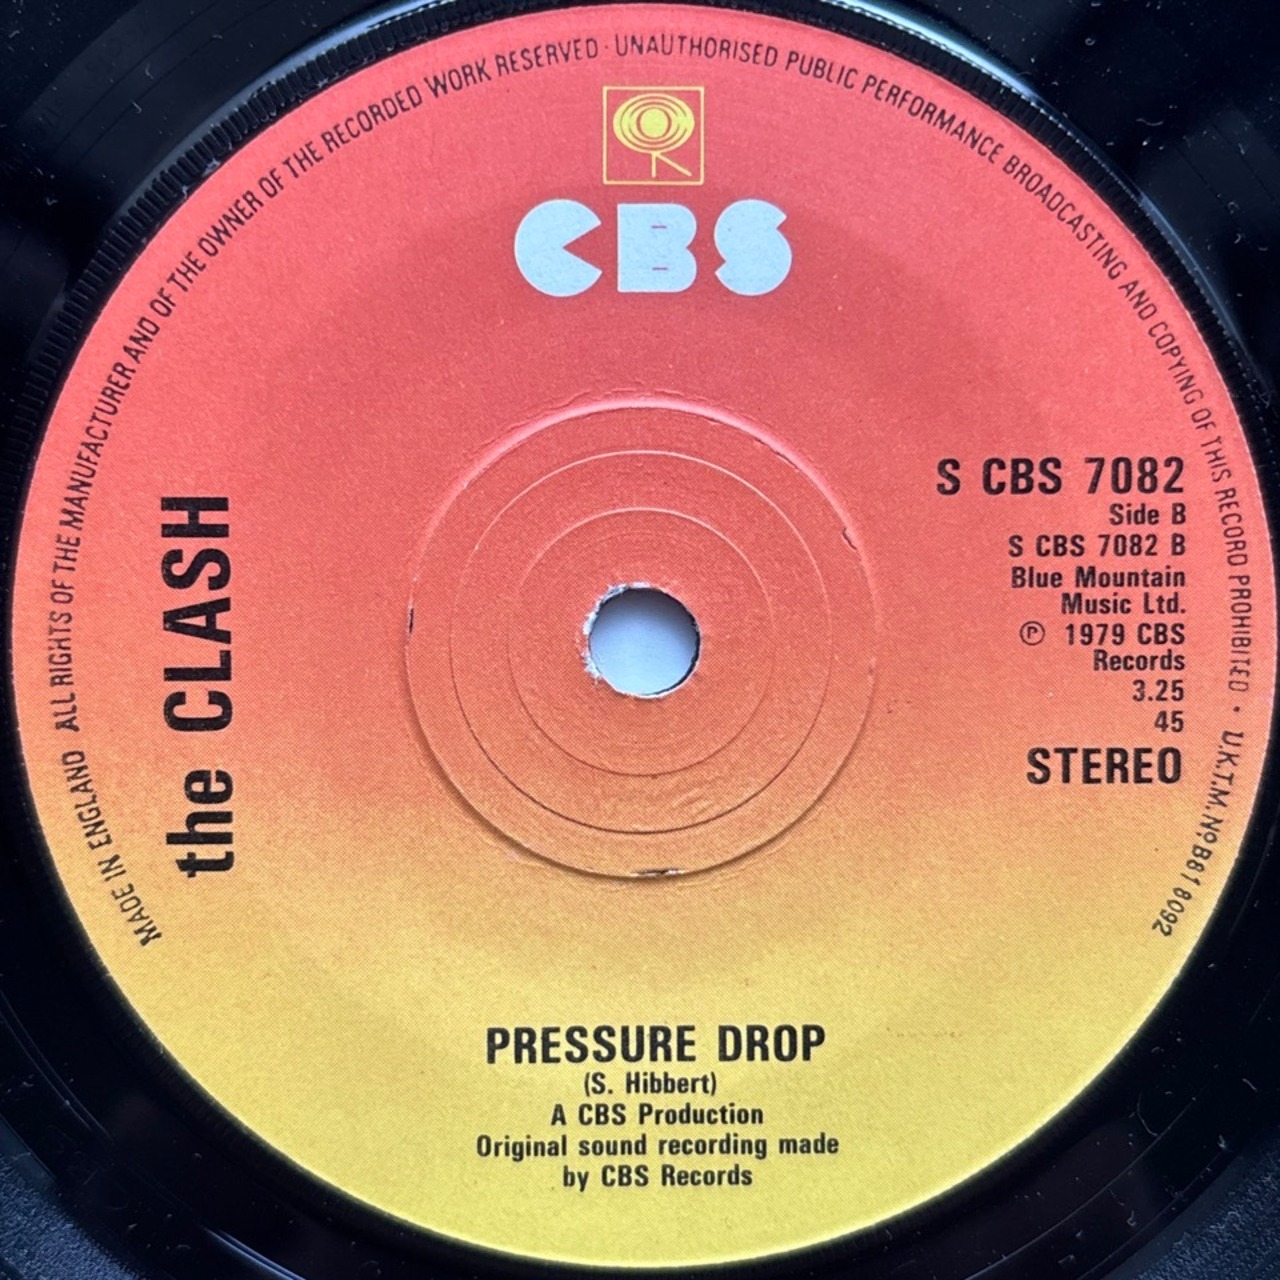 MADE IN ENGLAND ALL RIGHTS OF THE MANUFACTURER AND OF THE OWNER OF THE RECORDED WORK RESERVED · UNAUTHORISED PUBLIC PERFORMANCE BROADCASTING AND COPYING OF THIS RECORD PROHIBITED · U.K.T.M. Nº B818092
CBS
the CLASH
S CBS 7082
Side B
S CBS 7082 B
Blue Mountain
Music Ltd.
℗ 1979 CBS
Records
3.25
45
STEREO
PRESSURE DROP
(S. Hibbert)
A CBS Production
Original sound recording made
by CBS Records